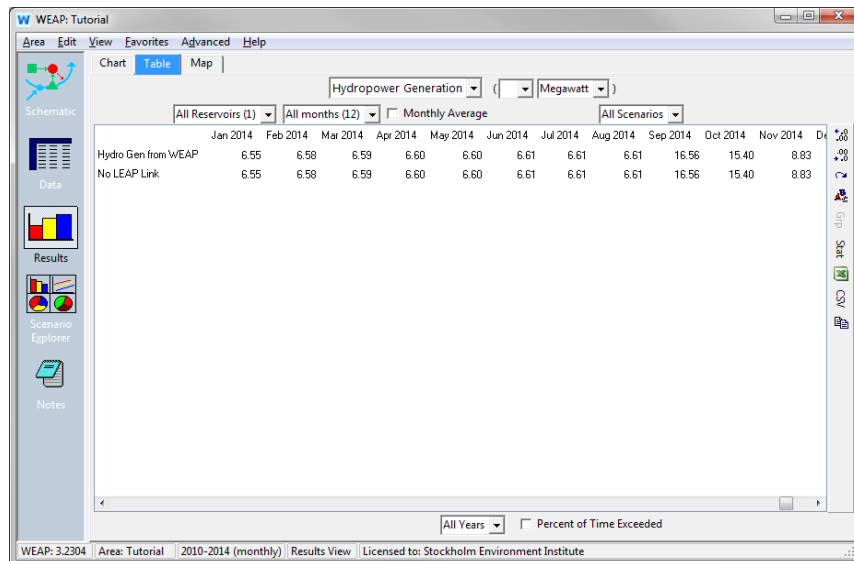 WEAP: Tutorial
Area Edit View Favorites Advanced Help
Chart Table Map
Hydropower Generation ( Megawatt )
All Reservoirs (1) All months (12) Monthly Average All Scenarios
Jan 2014 Feb 2014 Mar 2014 Apr 2014 May 2014 Jun 2014 Jul 2014 Aug 2014 Sep 2014 Oct 2014 Nov 2014 De
Hydro Gen from WEAP 6.55 6.58 6.59 6.60 6.60 6.61 6.61 6.61 16.56 15.40 8.83
No LEAP Link 6.55 6.58 6.59 6.60 6.60 6.61 6.61 6.61 16.56 15.40 8.83
Schematic
Data
Results
Scenario
Explorer
Notes
Grp
Stat
CSV
All Years Percent of Time Exceeded
WEAP: 3.2304 Area: Tutorial 2010-2014 (monthly) Results View Licensed to: Stockholm Environment Institute